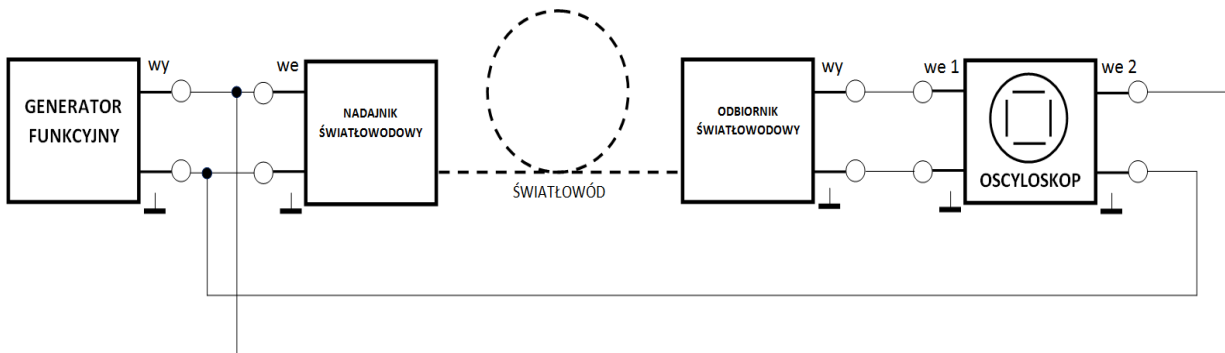 GENERATOR
FUNKCYJNY
wy
we
NADAJNIK
ŚWIATŁOWODOWY
ŚWIATŁOWÓD
ODBIORNIK
ŚWIATŁOWODOWY
wy
we 1
OSCYLOSKOP
we 2